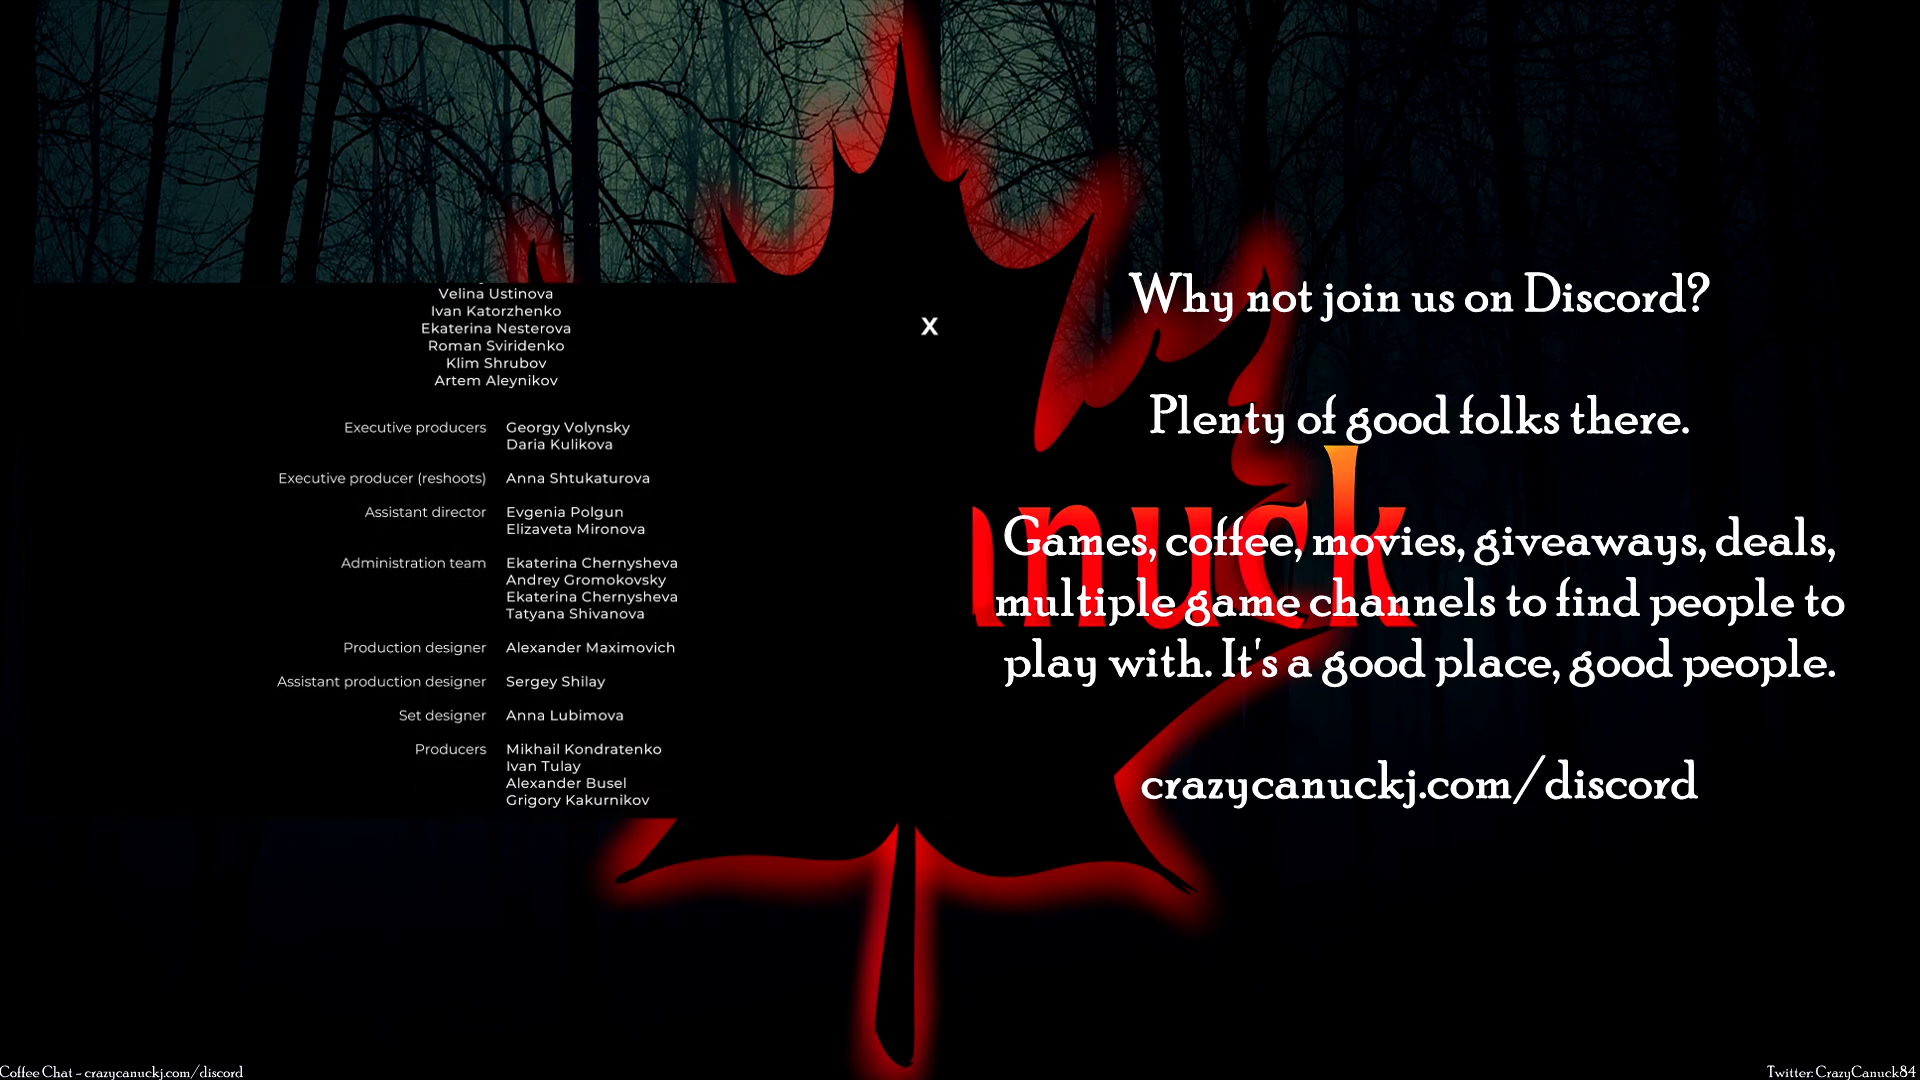 Velina Ustinova
Ivan Katorzhenko
Ekaterina Nesterova
Roman Sviridenko
Klim Shrubov
Artem Aleynikov
Executive producers Georgy Volynsky
Daria Kulikova
Executive producer (reshoots) Anna Shtukaturova
Assistant director Evgenia Polgun
Elizaveta Mironova
Administration team Ekaterina Chernysheva
Andrey Gromokovsky
Ekaterina Chernysheva
Tatyana Shivanova
Production designer Alexander Maximovich
Assistant production designer Sergey Shilay
Set designer Anna Lubimova
Producers Mikhail Kondratenko
Ivan Tulay
Alexander Busel
Grigory Kakurnikov
X
Why not join us on Discord?
Plenty of good folks there.
nuck
Games, coffee, movies, giveaways, deals,
multiple game channels to find people to
play with. It's a good place, good people.
crazycanuckj.com/discord
Coffee Chat - crazycanuckj.com/discord
Twitter: CrazyCanuck84